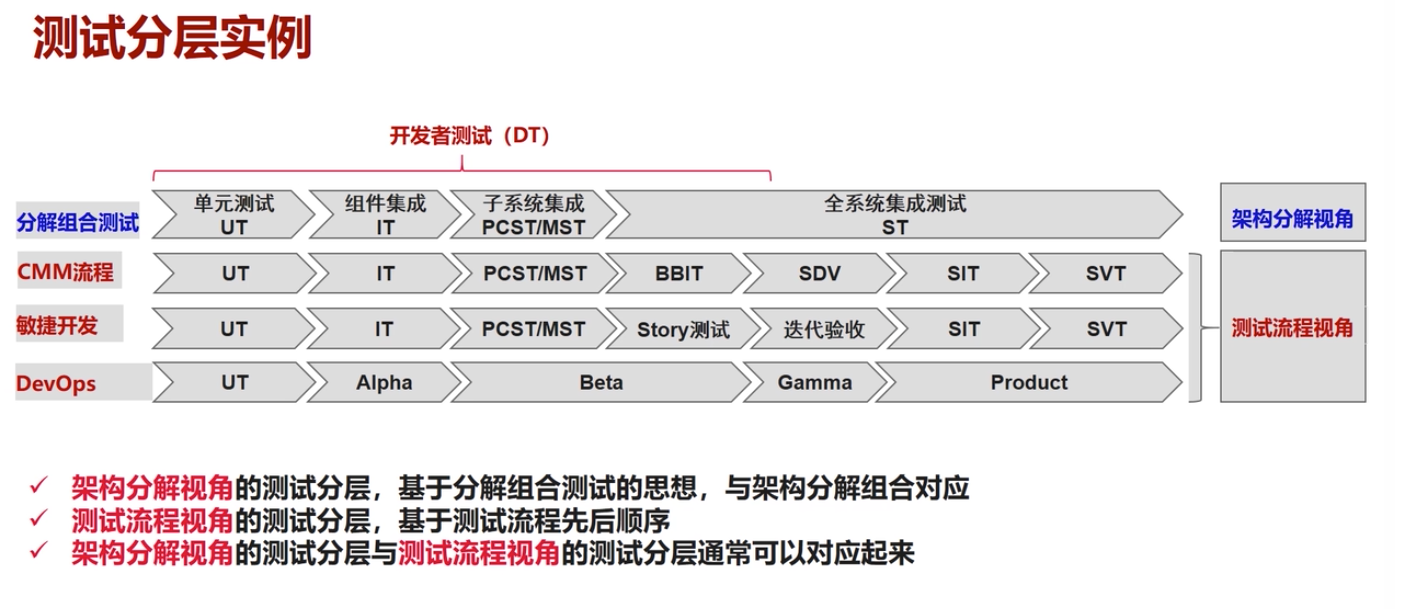 测试分层实例
开发者测试（DT）
分解组合测试
单元测试
UT
组件集成
IT
子系统集成
PCST/MST
全系统集成测试
ST
架构分解视角
CMM流程
UT
IT
PCST/MST
BBIT
SDV
SIT
SVT
敏捷开发
UT
IT
PCST/MST
Story测试
迭代验收
SIT
SVT
测试流程视角
DevOps
UT
Alpha
Beta
Gamma
Product
✓ 架构分解视角的测试分层，基于分解组合测试的思想，与架构分解组合对应
✓ 测试流程视角的测试分层，基于测试流程先后顺序
✓ 架构分解视角的测试分层与测试流程视角的测试分层通常可以对应起来